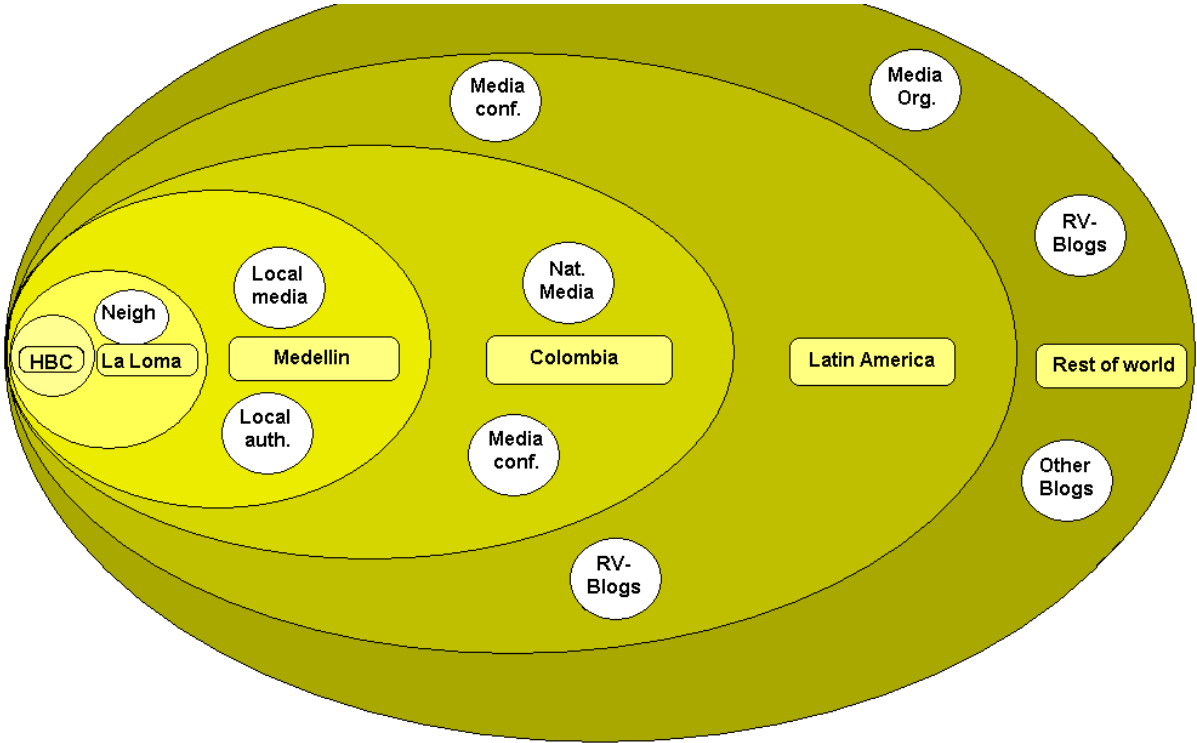 Media
conf.
Media
Org.
RV-
Blogs
Local
media
Nat.
Media
Neigh
HBC
La Loma
Medellin
Colombia
Latin America
Rest of world
Local
auth.
Media
conf.
Other
Blogs
RV-
Blogs